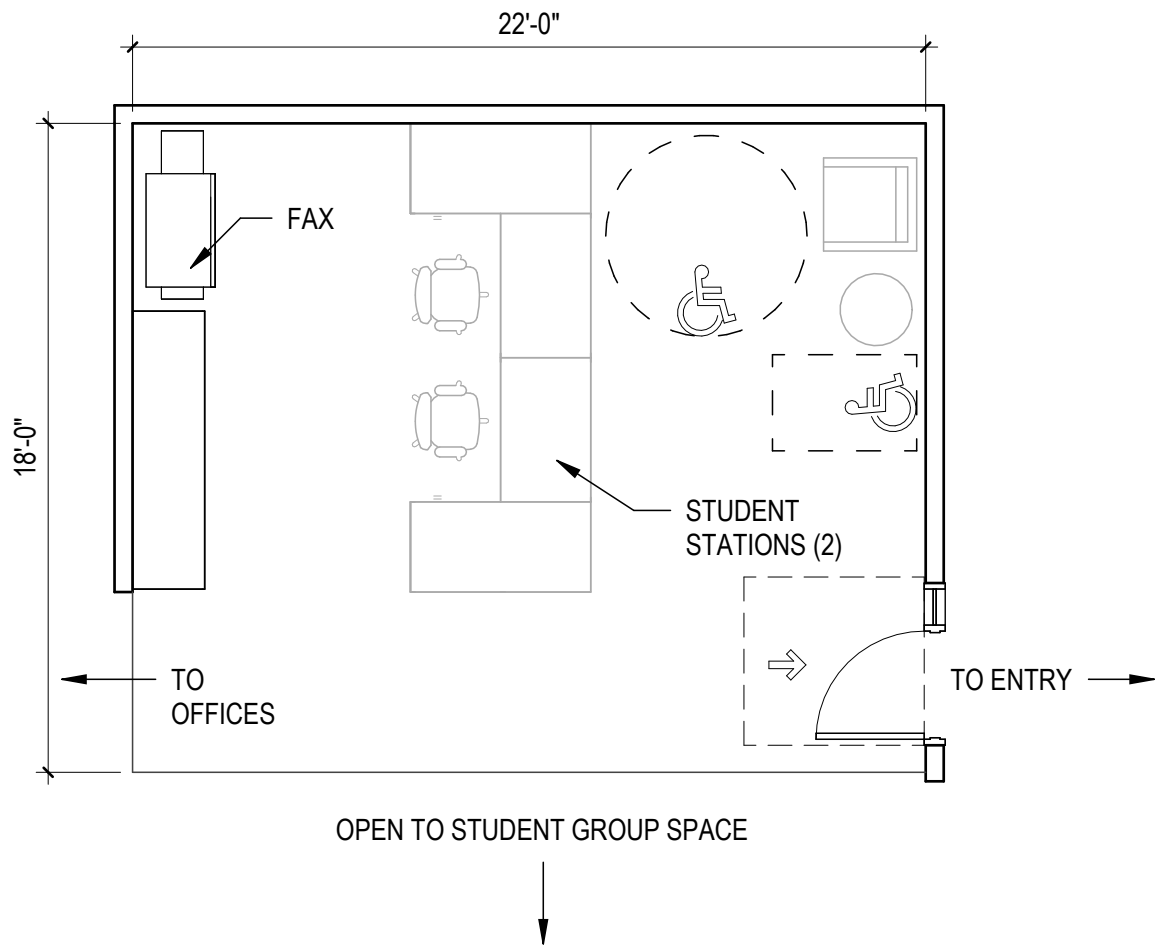 22'-0"
FAX
18'-0"
STUDENT
STATIONS (2)
TO
OFFICES
TO ENTRY
OPEN TO STUDENT GROUP SPACE